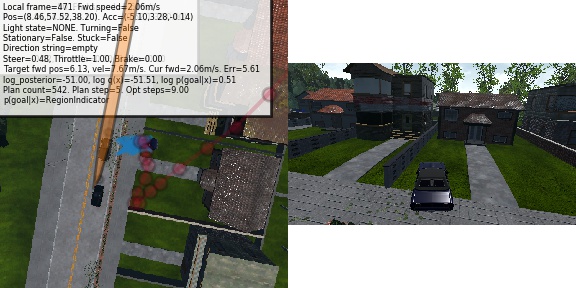 Local frame=471: Fwd speed=2.06m/s
Pos=(8.46,57.52,38.20). Acc=(-5.10,3.28,-0.14)
Light state=NONE. Turning=False
Stationary=False. Stuck=False
Direction string=empty
Steer=0.48, Throttle=1.00, Brake=0.00
Target fwd pos=6.13, vel=7.67m/s. Cur fwd=2.06m/s. Err=5.61
log_posterior=-51.00, log q(x)=-51.51, log p(goal|x)=0.51
Plan count=542. Plan step=5. Opt steps=9.00
p(goal|x)=RegionIndicator